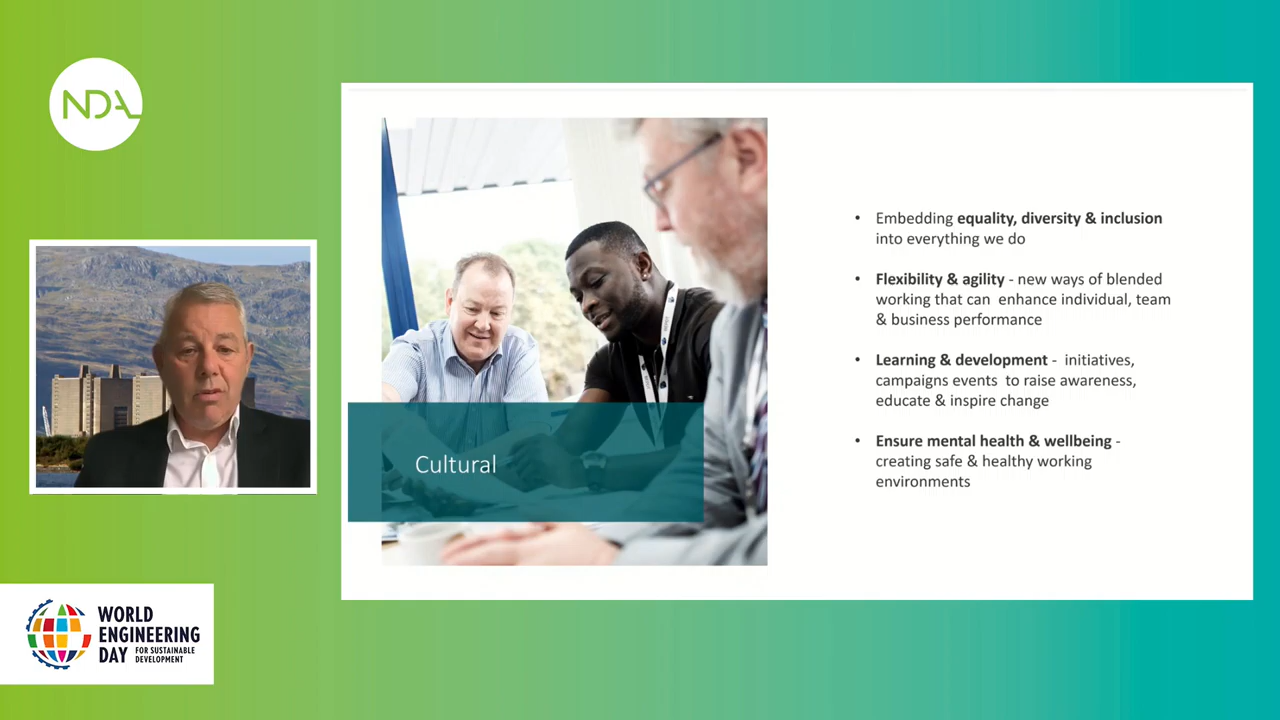 NDA
Cultural
• Embedding equality, diversity & inclusion
into everything we do
• Flexibility & agility - new ways of blended
working that can enhance individual, team
& business performance
• Learning & development - initiatives,
campaigns events to raise awareness,
educate & inspire change
• Ensure mental health & wellbeing -
creating safe & healthy working
environments
WORLD
ENGINEERING
DAY FOR SUSTAINABLE
DEVELOPMENT